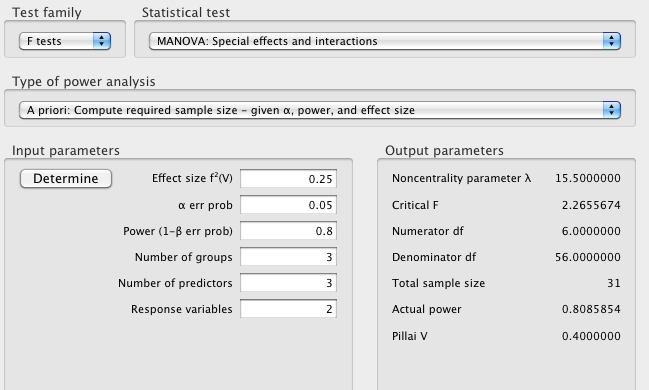 Test family
Statistical test
F tests
MANOVA: Special effects and interactions
Type of power analysis
A priori: Compute required sample size – given α, power, and effect size
Input parameters
Output parameters
Determine
Effect size f²(V) 0.25
α err prob 0.05
Power (1–β err prob) 0.8
Number of groups 3
Number of predictors 3
Response variables 2
Noncentrality parameter λ 15.5000000
Critical F 2.2655674
Numerator df 6.0000000
Denominator df 56.0000000
Total sample size 31
Actual power 0.8085854
Pillai V 0.4000000